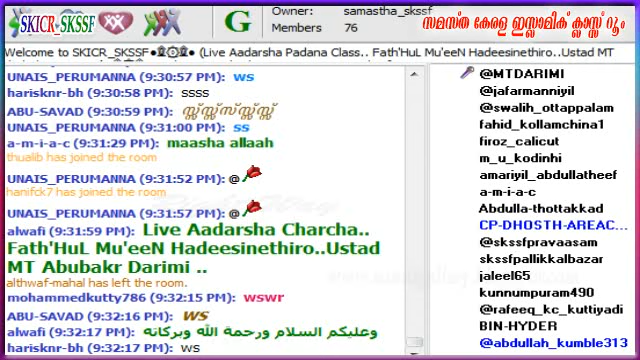 SKICR-SKSSF
G
Owner: samastha_skssf
Members 76
സമസ്ത കേരള ഇസ്ലാമിക് ക്ലാസ്സ് റൂം
Welcome to SKICR_SKSSF (Live Aadarsha Padana Class.. Fath'HuL Mu'eeN Hadeesinethiro..Ustad MT
UNAIS_PERUMANNA (9:30:57 PM): ws
harisknr-bh (9:30:58 PM): ssss
ABU-SAVAD (9:30:59 PM): സ്സ്സ്സ്സ്സ്
UNAIS_PERUMANNA (9:31:00 PM): ss
a-m-i-a-c (9:31:29 PM): maasha allaah
thualib has joined the room
UNAIS_PERUMANNA (9:31:52 PM): @
hanifck7 has joined the room
UNAIS_PERUMANNA (9:31:57 PM): @
alwafi (9:31:59 PM): Live Aadarsha Charcha..
Fath'HuL Mu'eeN Hadeesinethiro..Ustad
MT Abubakr Darimi ..
althwaf-mahal has left the room.
mohammedkutty786 (9:32:15 PM): wswr
ABU-SAVAD (9:32:16 PM): ws
alwafi (9:32:17 PM): وعليكم السلام ورحمة الله وبركاته
harisknr-bh (9:32:17 PM): ws
@MTDARIMI
@jafarmanniyil
@swalih_ottappalam
fahid_kollamchina1
firoz_calicut
m_u_kodinhi
amariyil_abdullatheef
a-m-i-a-c
Abdulla-thottakkad
CP-DHOSTH-AREAC...
@skssfpravaasam
skssfpallikkalbazar
jaleel65
kunnumpuram490
@rafeeq_kc_kuttiyadi
BIN-HYDER
@abdullah_kumble313